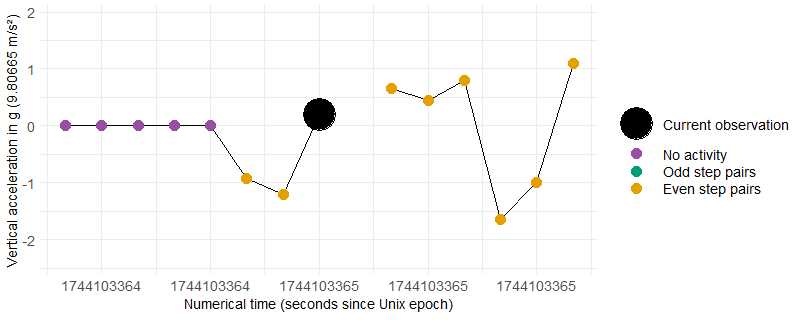 Vertical acceleration in g (9.80665 m/s²)
2
1
0
-1
-2
1744103364 1744103364 1744103365 1744103365 1744103365
Numerical time (seconds since Unix epoch)
Current observation
No activity
Odd step pairs
Even step pairs